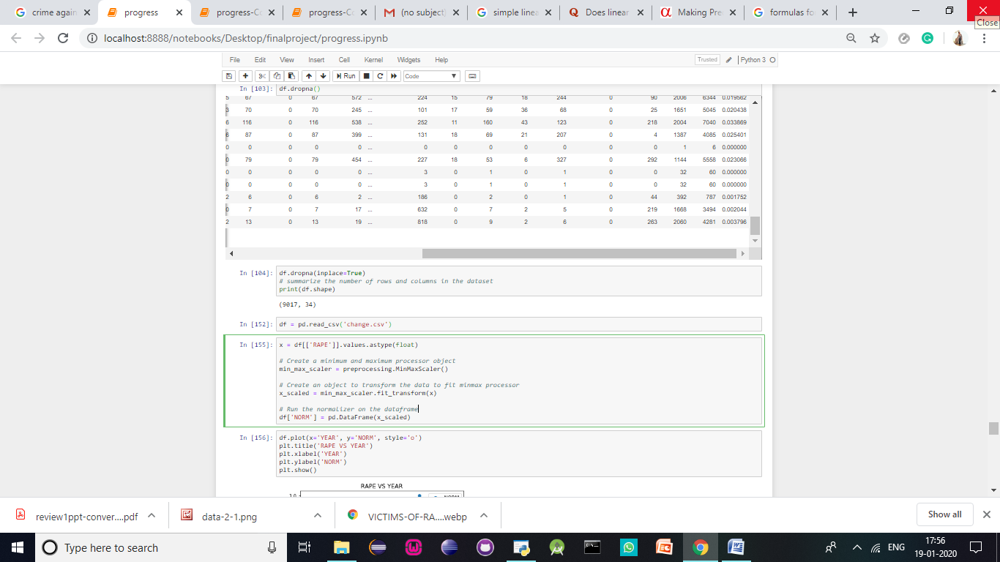 crime again
progress
progress-Co
progress-Co
(no subject)
simple linea
Does linear
Making Pre
formulas fo
Close
localhost:8888/notebooks/Desktop/finalproject/progress.ipynb
File Edit View Insert Cell Kernel Widgets Help Trusted Python 3
Run Code
In [103]: df.dropna()
5 67 0 67 572 ... 224 15 79 18 244 0 90 2006 6344 0.019562
3 70 0 70 245 ... 101 17 59 36 68 0 25 1651 5045 0.020438
6 116 0 116 538 ... 252 11 160 43 123 0 218 2004 7040 0.033869
6 87 0 87 399 ... 131 18 69 21 207 0 4 1387 4085 0.025401
0 0 0 0 0 ... 0 0 0 0 0 0 0 1 6 0.000000
0 79 0 79 454 ... 227 18 53 6 327 0 292 1144 5558 0.023066
0 0 0 0 0 ... 3 0 1 0 1 0 0 32 60 0.000000
0 0 0 0 0 ... 3 0 1 0 1 0 0 32 60 0.000000
2 6 0 6 2 ... 186 0 2 0 1 0 44 392 787 0.001752
0 7 0 7 17 ... 632 0 7 2 5 0 219 1668 3494 0.002044
2 13 0 13 19 ... 818 0 9 2 6 0 263 2060 4281 0.003796
In [104]: df.dropna(inplace=True)
# summarize the number of rows and columns in the dataset
print(df.shape)
(9017, 34)
In [152]: df = pd.read_csv('change.csv')
In [155]: x = df[['RAPE']].values.astype(float)
# Create a minimum and maximum processor object
min_max_scaler = preprocessing.MinMaxScaler()
# Create an object to transform the data to fit minmax processor
x_scaled = min_max_scaler.fit_transform(x)
# Run the normalizer on the dataframe
df['NORM'] = pd.DataFrame(x_scaled)
In [156]: df.plot(x='YEAR', y='NORM', style='o')
plt.title('RAPE VS YEAR')
plt.xlabel('YEAR')
plt.ylabel('NORM')
plt.show()
RAPE VS YEAR
1.0
NORM
review1ppt-conver....pdf
data-2-1.png
VICTIMS-OF-RA....webp
Show all
Type here to search
ENG
17:56
19-01-2020